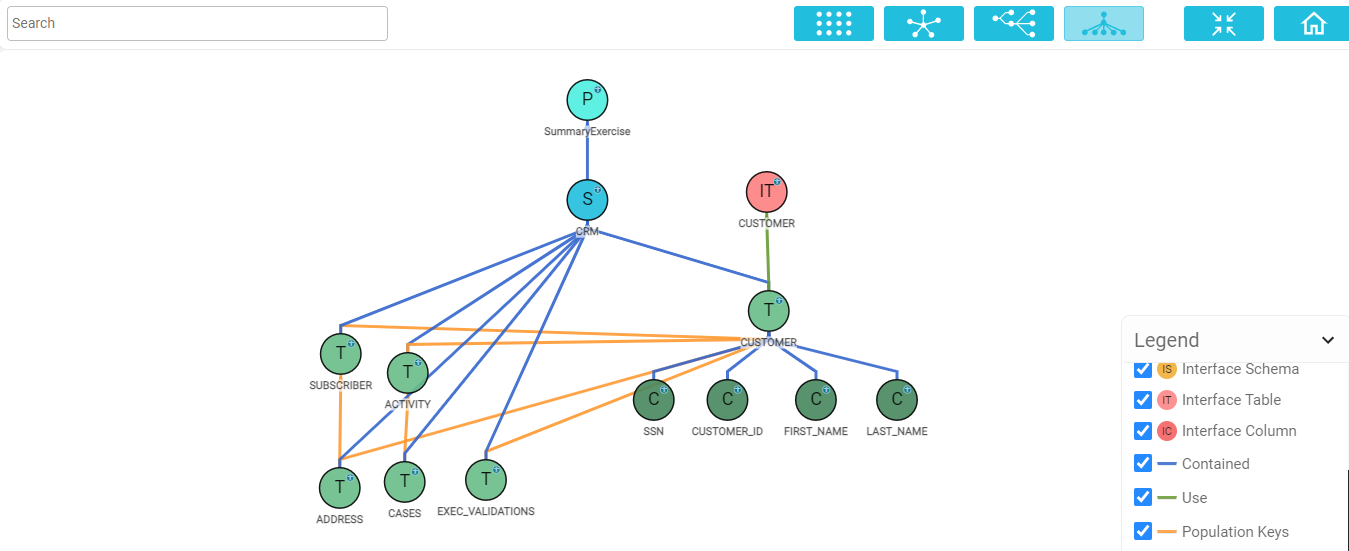 Search
P
SummaryExercise
S
CRM
IT
CUSTOMER
T
CUSTOMER
T
SUBSCRIBER
T
ACTIVITY
C
SSN
C
CUSTOMER_ID
C
FIRST_NAME
C
LAST_NAME
T
ADDRESS
T
CASES
T
EXEC_VALIDATIONS
Legend
IS Interface Schema
IT Interface Table
IC Interface Column
Contained
Use
Population Keys